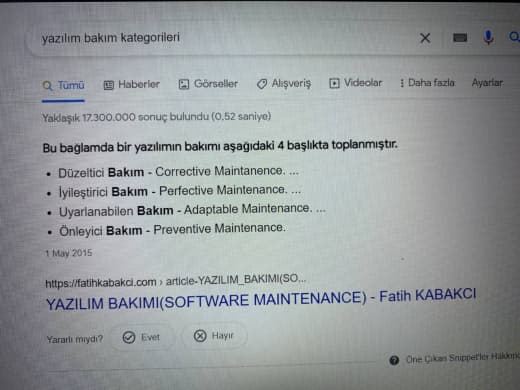 yazılım bakım kategorileri
Tümü Haberler Görseller Alışveriş Videolar Daha fazla Ayarlar
Yaklaşık 17.300.000 sonuç bulundu (0,52 saniye)
Bu bağlamda bir yazılımın bakımı aşağıdaki 4 başlıkta toplanmıştır.
• Düzeltici Bakım - Corrective Maintanence. ...
• İyileştirici Bakım - Perfective Maintenance. ...
• Uyarlanabilen Bakım - Adaptable Maintenance. ...
• Önleyici Bakım - Preventive Maintenance.
1 May 2015
https://fatihkabakci.com › article-YAZILIM_BAKIMI(SO...
YAZILIM BAKIMI(SOFTWARE MAINTENANCE) - Fatih KABAKCI
Yararlı mıydı? Evet Hayır
Öne Çıkan Snippet'ler Hakkında